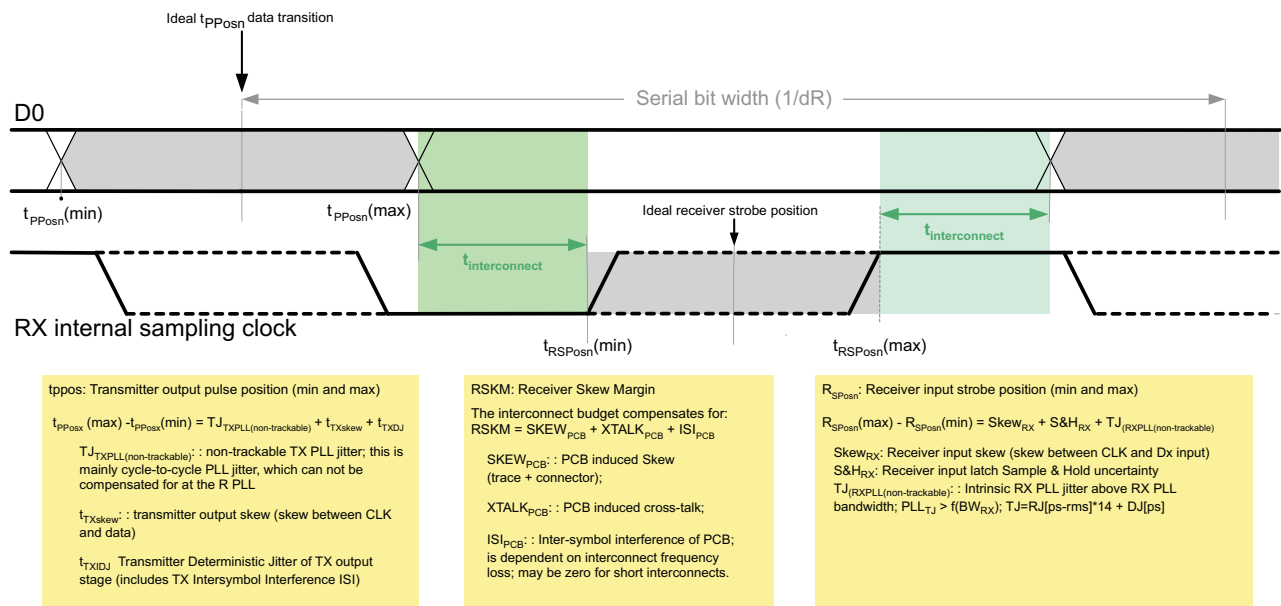 Ideal tPPosn data transition
Serial bit width (1/dR)
D0
tPPosn(min)
tPPosn(max)
Ideal receiver strobe position
tinterconnect
tinterconnect
RX internal sampling clock
tRSPosn(min)
tRSPosn(max)
tppos: Transmitter output pulse position (min and max)
tPPosx (max) -tPPosx(min) = TJTXPLL(non-trackable) + tTXskew + tTXDJ
TJTXPLL(non-trackable): : non-trackable TX PLL jitter; this is
mainly cycle-to-cycle PLL jitter, which can not be
compensated for at the R PLL
tTXskew: : transmitter output skew (skew between CLK
and data)
tTXIDJ Transmitter Deterministic Jitter of TX output
stage (includes TX Intersymbol Interference ISI)
RSKM: Receiver Skew Margin
The interconnect budget compensates for:
RSKM = SKEWPCB + XTALKPCB + ISIPCB
SKEWPCB: : PCB induced Skew
(trace + connector);
XTALKPCB: : PCB induced cross-talk;
ISIPCB: : Inter-symbol interference of PCB;
is dependent on interconnect frequency
loss; may be zero for short interconnects.
RSPosn: Receiver input strobe position (min and max)
RSPosn(max) - RSPosn(min) = SkewRX + S&HRX + TJ(RXPLL(non-trackable)
SkewRX: Receiver input skew (skew between CLK and Dx input)
S&HRX: Receiver input latch Sample & Hold uncertainty
TJ(RXPLL(non-trackable): : Intrinsic RX PLL jitter above RX PLL
bandwidth; PLLTJ > f(BWRX); TJ=RJ[ps-rms]*14 + DJ[ps]